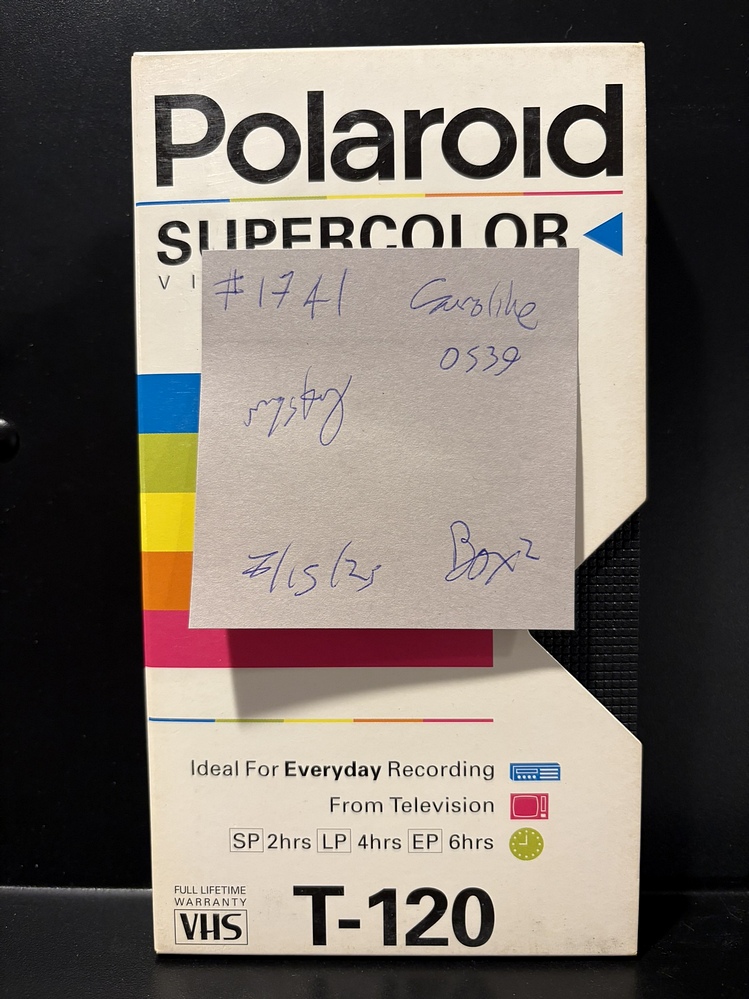 Polaroid
SUPERCOLOR
V I
#1741
Caroline
0539
7/15/25
Box 2
Ideal For Everyday Recording
From Television
SP 2hrs LP 4hrs EP 6hrs
FULL LIFETIME
WARRANTY
VHS
T-120